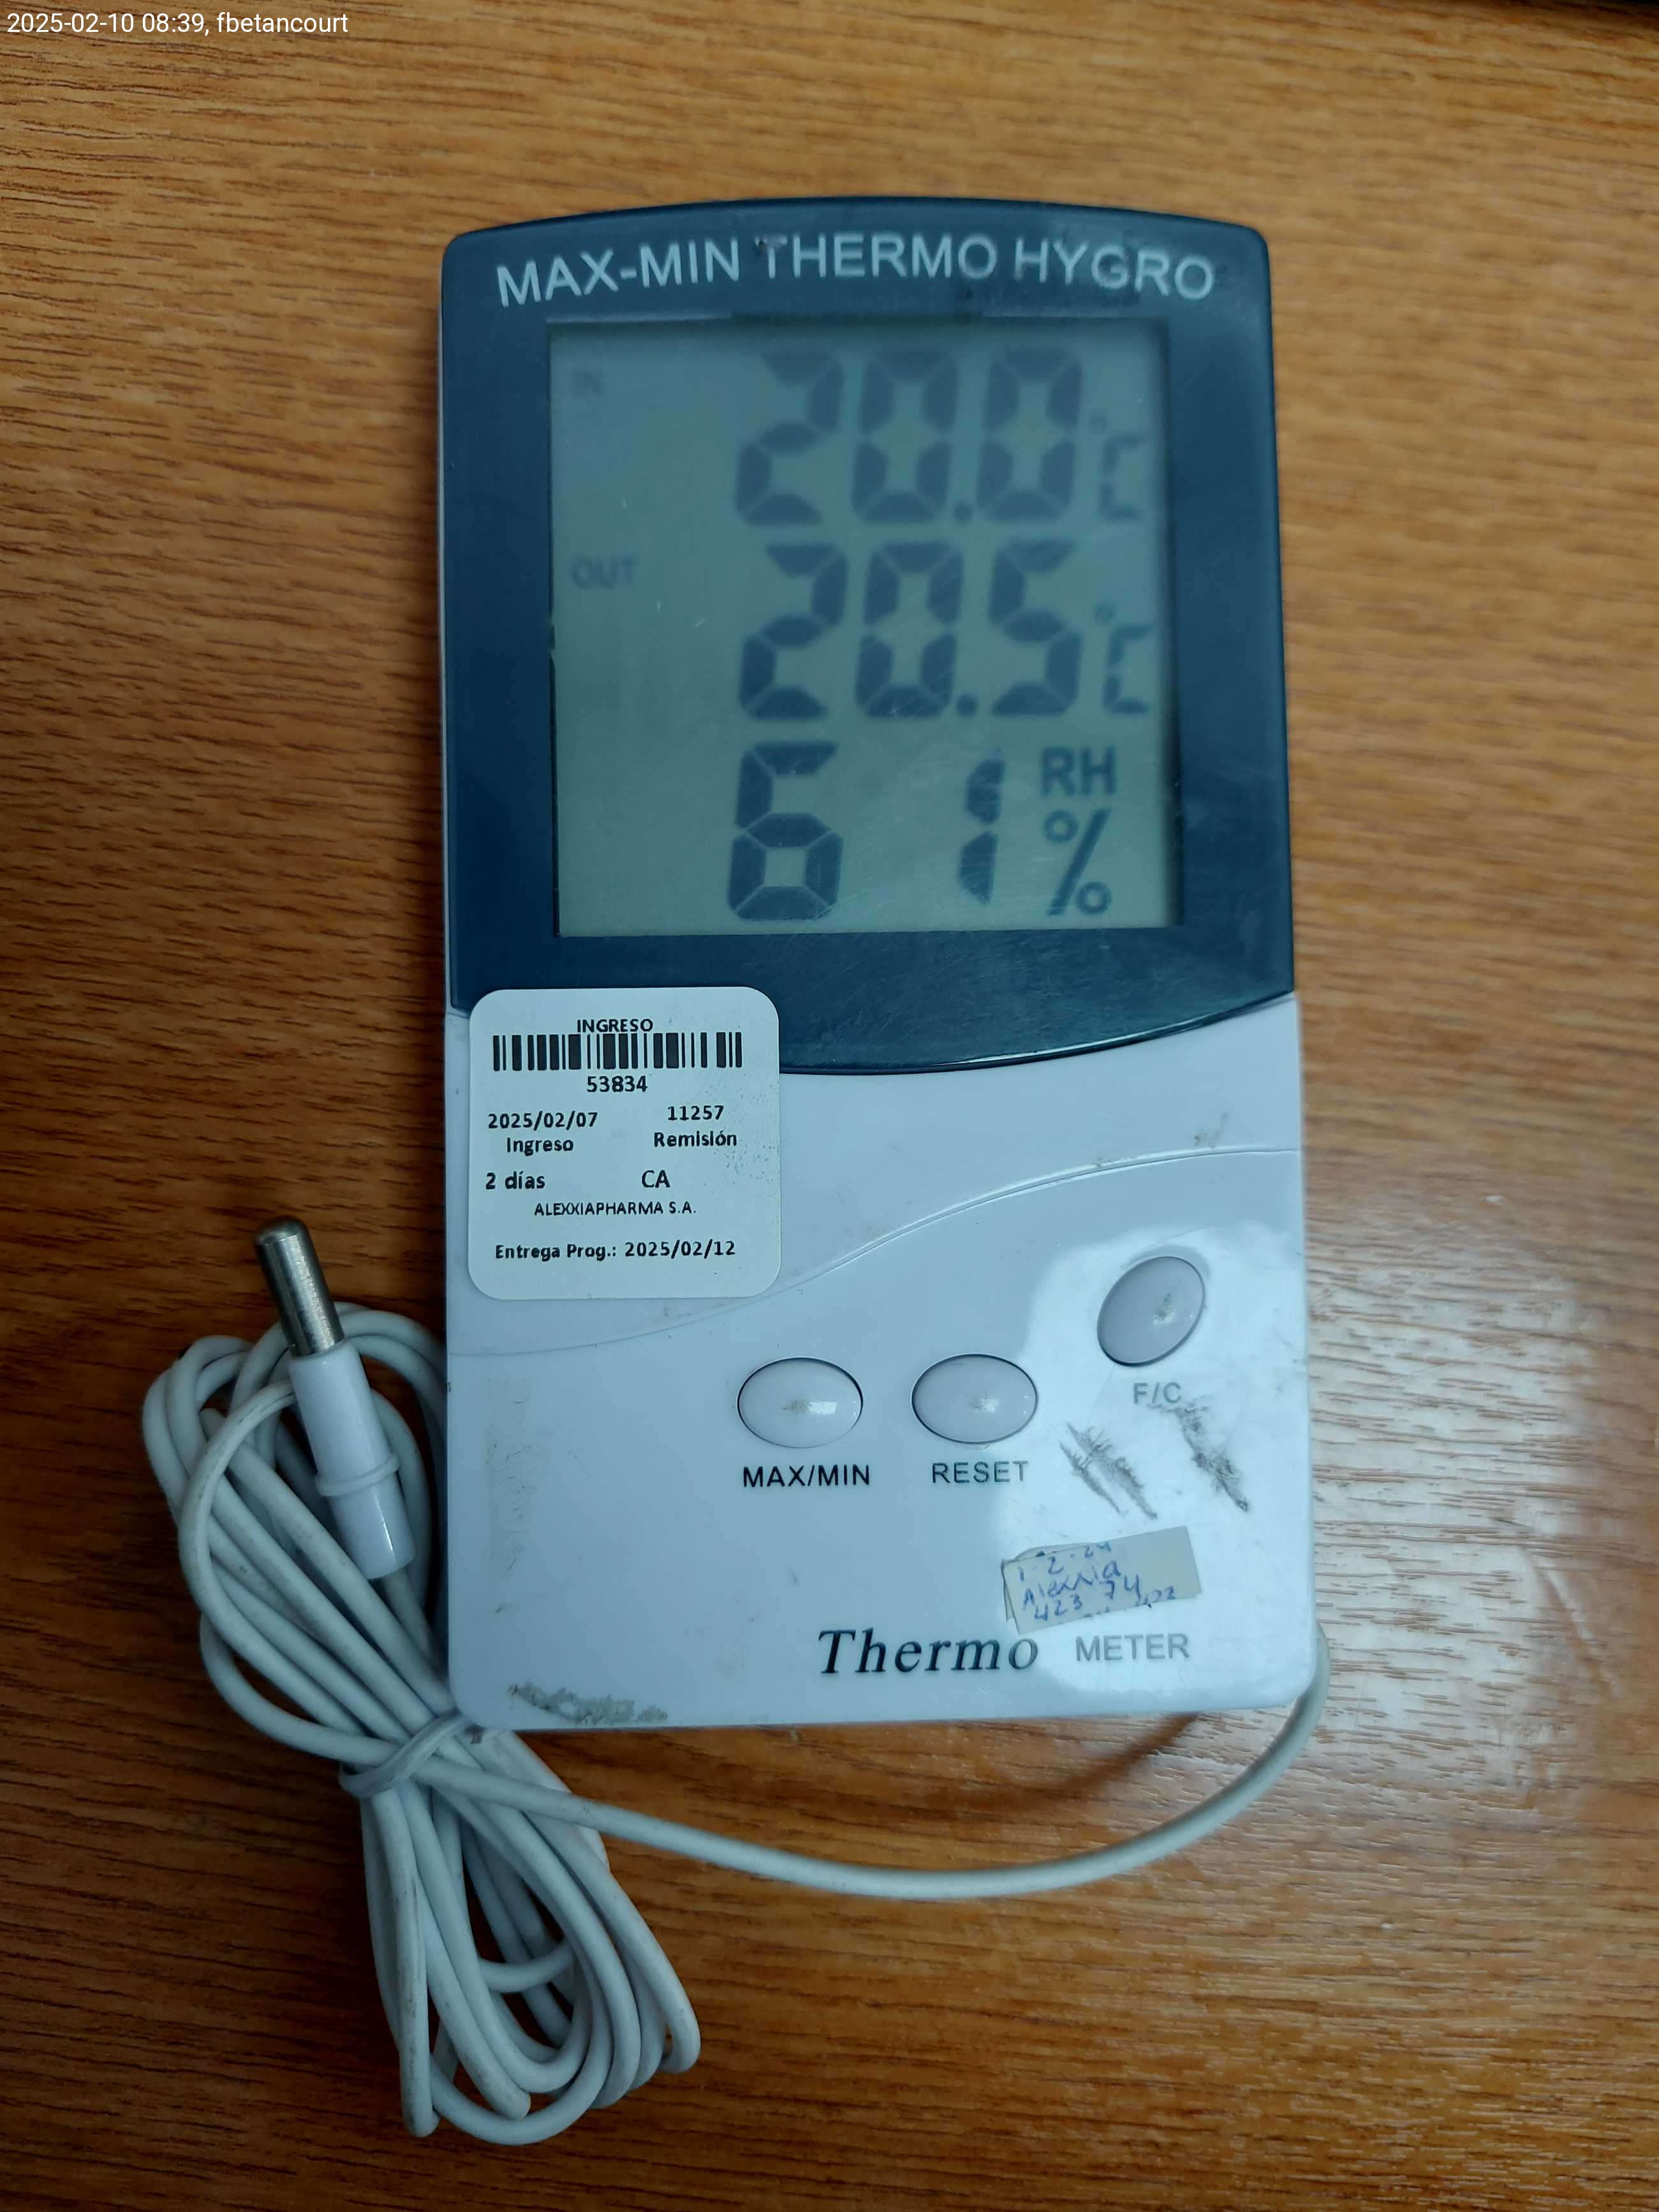 2025-02-10 08:39, fbetancourt
MAX-MIN THERMO HYGRO
IN 20.0 °C
OUT 20.5 °C
61 RH %
INGRESO
53834
2025/02/07 11257
Ingreso Remisión
2 días CA
ALEXXIAPHARMA S.A.
Entrega Prog.: 2025/02/12
F/C
MAX/MIN RESET
Alexxia
423 74
Thermo METER